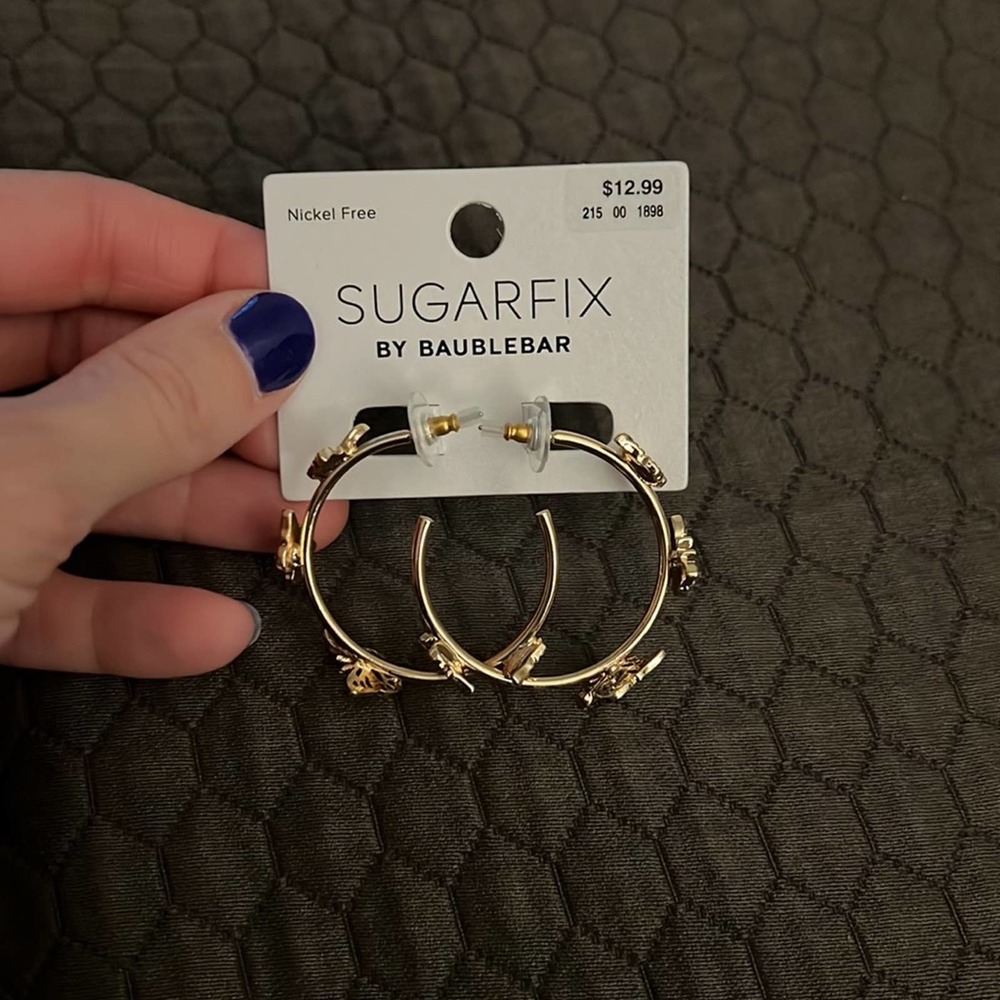 Nickel Free
$12.99
215 00 1898
SUGARFIX
BY BAUBLEBAR